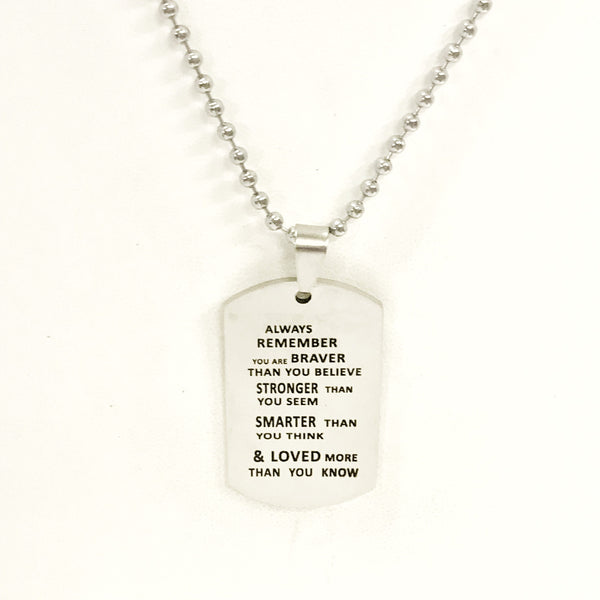 ALWAYS
REMEMBER
YOU ARE BRAVER
THAN YOU BELIEVE
STRONGER THAN
YOU SEEM
SMARTER THAN
YOU THINK
& LOVED MORE
THAN YOU KNOW